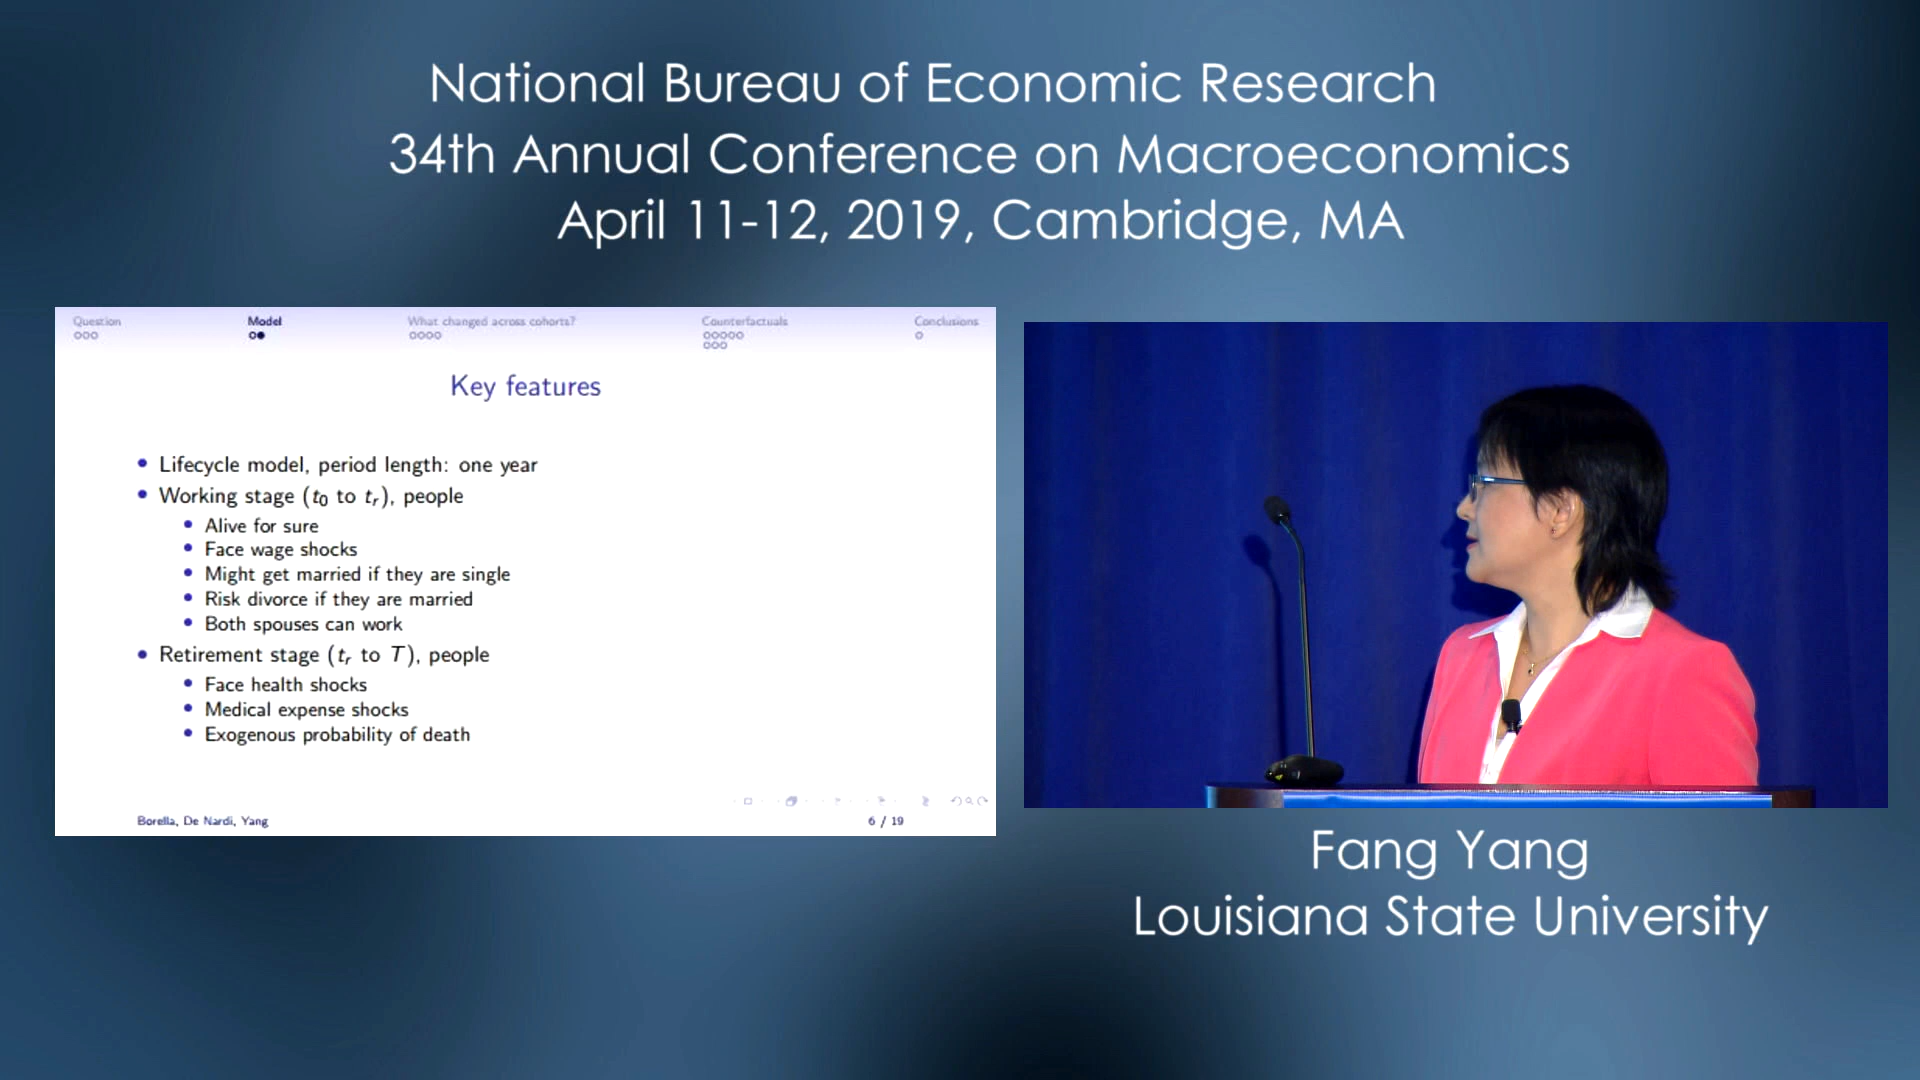 National Bureau of Economic Research
34th Annual Conference on Macroeconomics
April 11-12, 2019, Cambridge, MA
Question Model What changed across cohorts? Counterfactuals Conclusions
Key features
Lifecycle model, period length: one year
Working stage (t₀ to tᵣ), people
Alive for sure
Face wage shocks
Might get married if they are single
Risk divorce if they are married
Both spouses can work
Retirement stage (tᵣ to T), people
Face health shocks
Medical expense shocks
Exogenous probability of death
Borella, De Nardi, Yang 6 / 19
Fang Yang
Louisiana State University